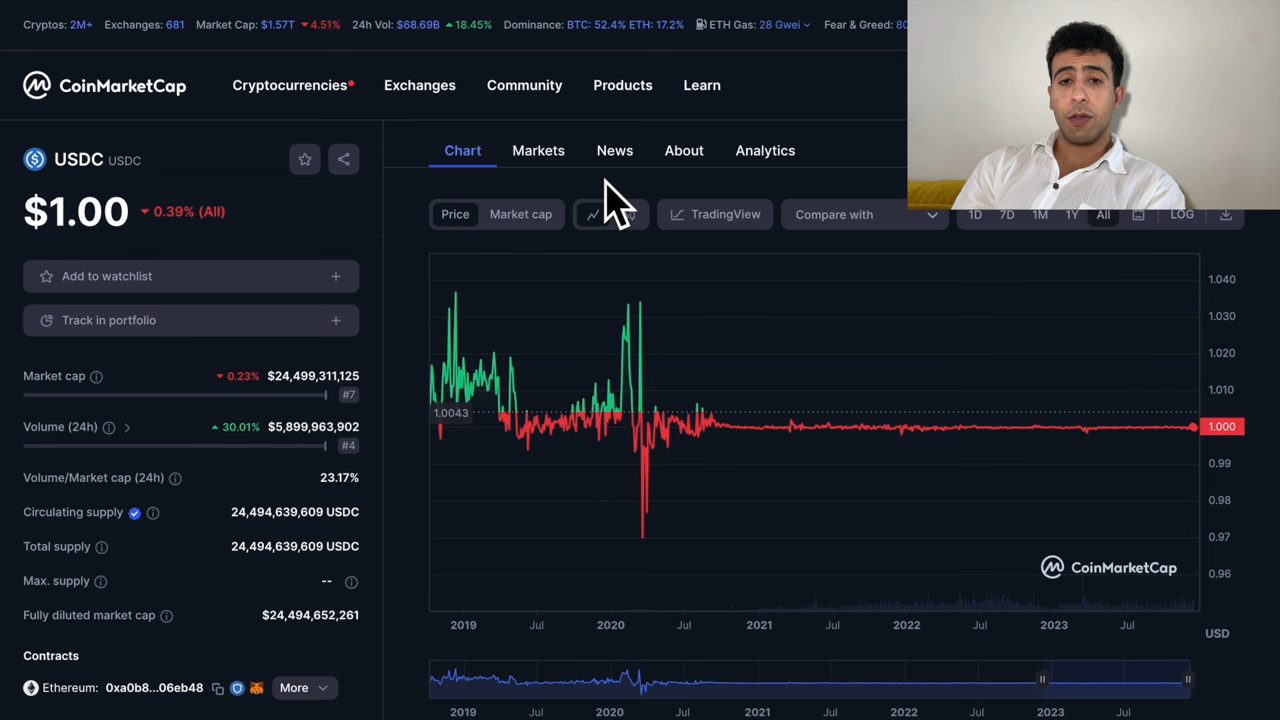 Cryptos: 2M+ Exchanges: 681 Market Cap: $1.57T 4.51% 24h Vol: $68.69B 18.45% Dominance: BTC: 52.4% ETH: 17.2% ETH Gas: 28 Gwei Fear & Greed:
CoinMarketCap Cryptocurrencies Exchanges Community Products Learn
USDC USDC
$1.00 0.39% (All)
Add to watchlist
Track in portfolio
Market cap 0.23% $24,499,311,125
#7
Volume (24h) 30.01% $5,899,963,902
#4
Volume/Market cap (24h) 23.17%
Circulating supply 24,494,639,609 USDC
Total supply 24,494,639,609 USDC
Max. supply --
Fully diluted market cap $24,494,652,261
Contracts
Ethereum: 0xa0b8...06eb48 More
Chart Markets News About Analytics
Price Market cap TradingView Compare with 1D 7D 1M 1Y All LOG
1.040
1.030
1.020
1.010
1.0043
1.000
0.99
0.98
0.97
0.96
CoinMarketCap
2019 Jul 2020 Jul 2021 Jul 2022 Jul 2023 Jul
USD
2019 Jul 2020 Jul 2021 Jul 2022 Jul 2023 Jul